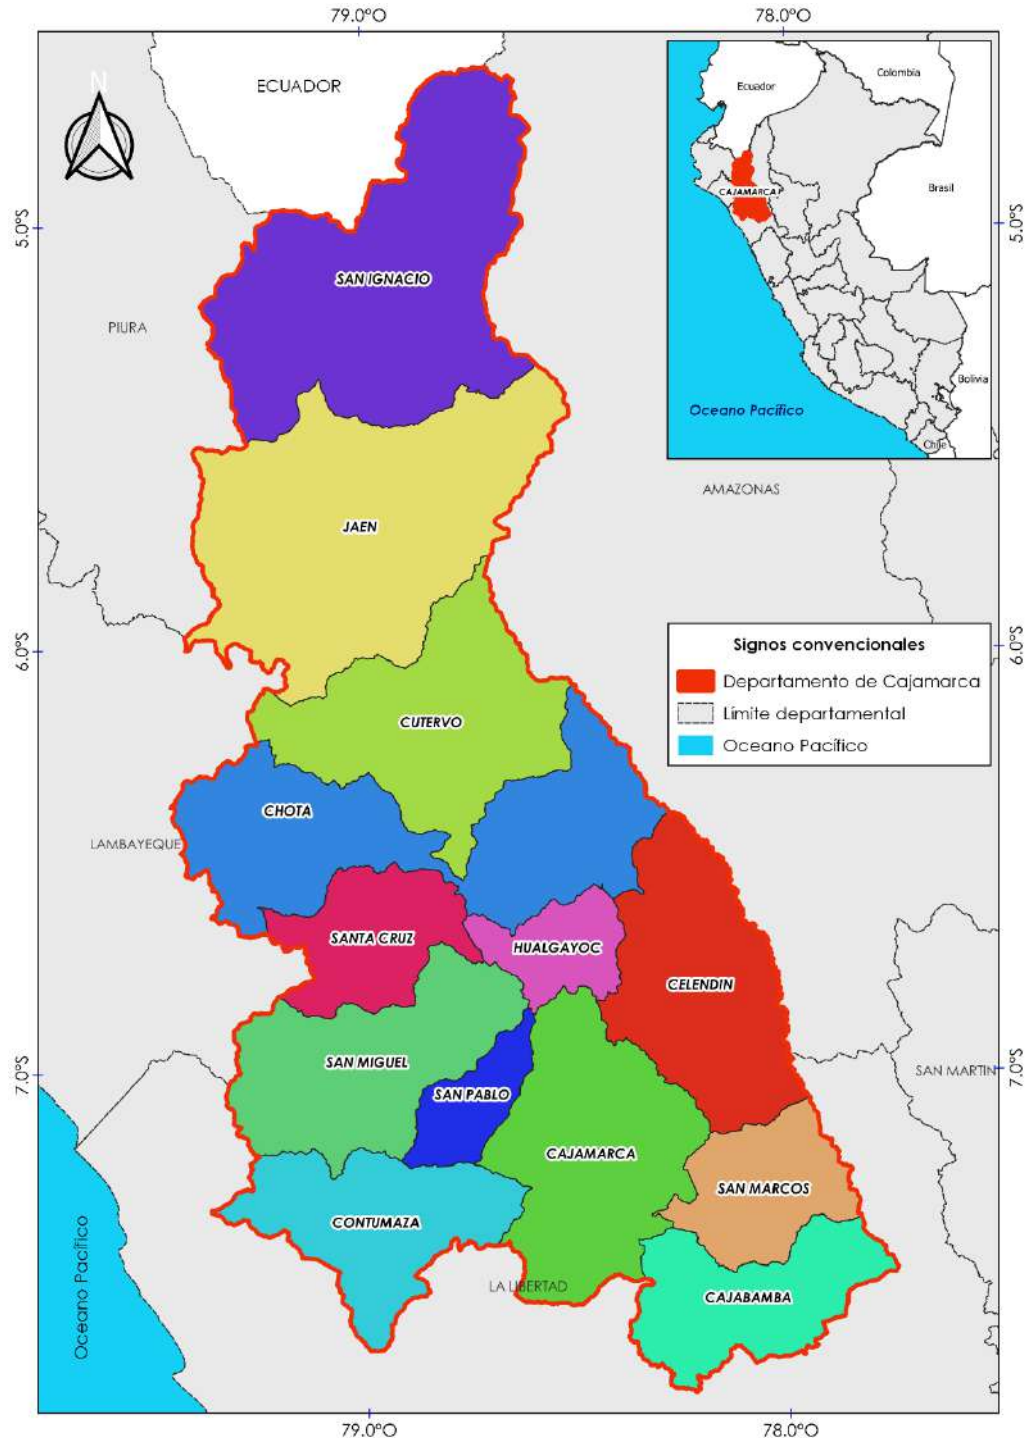 79.0°O
78.0°O
N
ECUADOR
Ecuador
Colombia
Brasil
CAJAMARCA
5.0°S
5.0°S
SAN IGNACIO
PIURA
Bolivia
Oceano Pacífico
Chile
AMAZONAS
JAEN
6.0°S
6.0°S
Signos convencionales
Departamento de Cajamarca
Límite departamental
Oceano Pacífico
CUTERVO
CHOTA
LAMBAYEQUE
SANTA CRUZ
HUALGAYOC
CELENDIN
SAN MIGUEL
7.0°S
7.0°S
SAN MARTIN
SAN PABLO
CAJAMARCA
SAN MARCOS
CONTUMAZA
Oceano Pacífico
LA LIBERTAD
CAJABAMBA
79.0°O
78.0°O